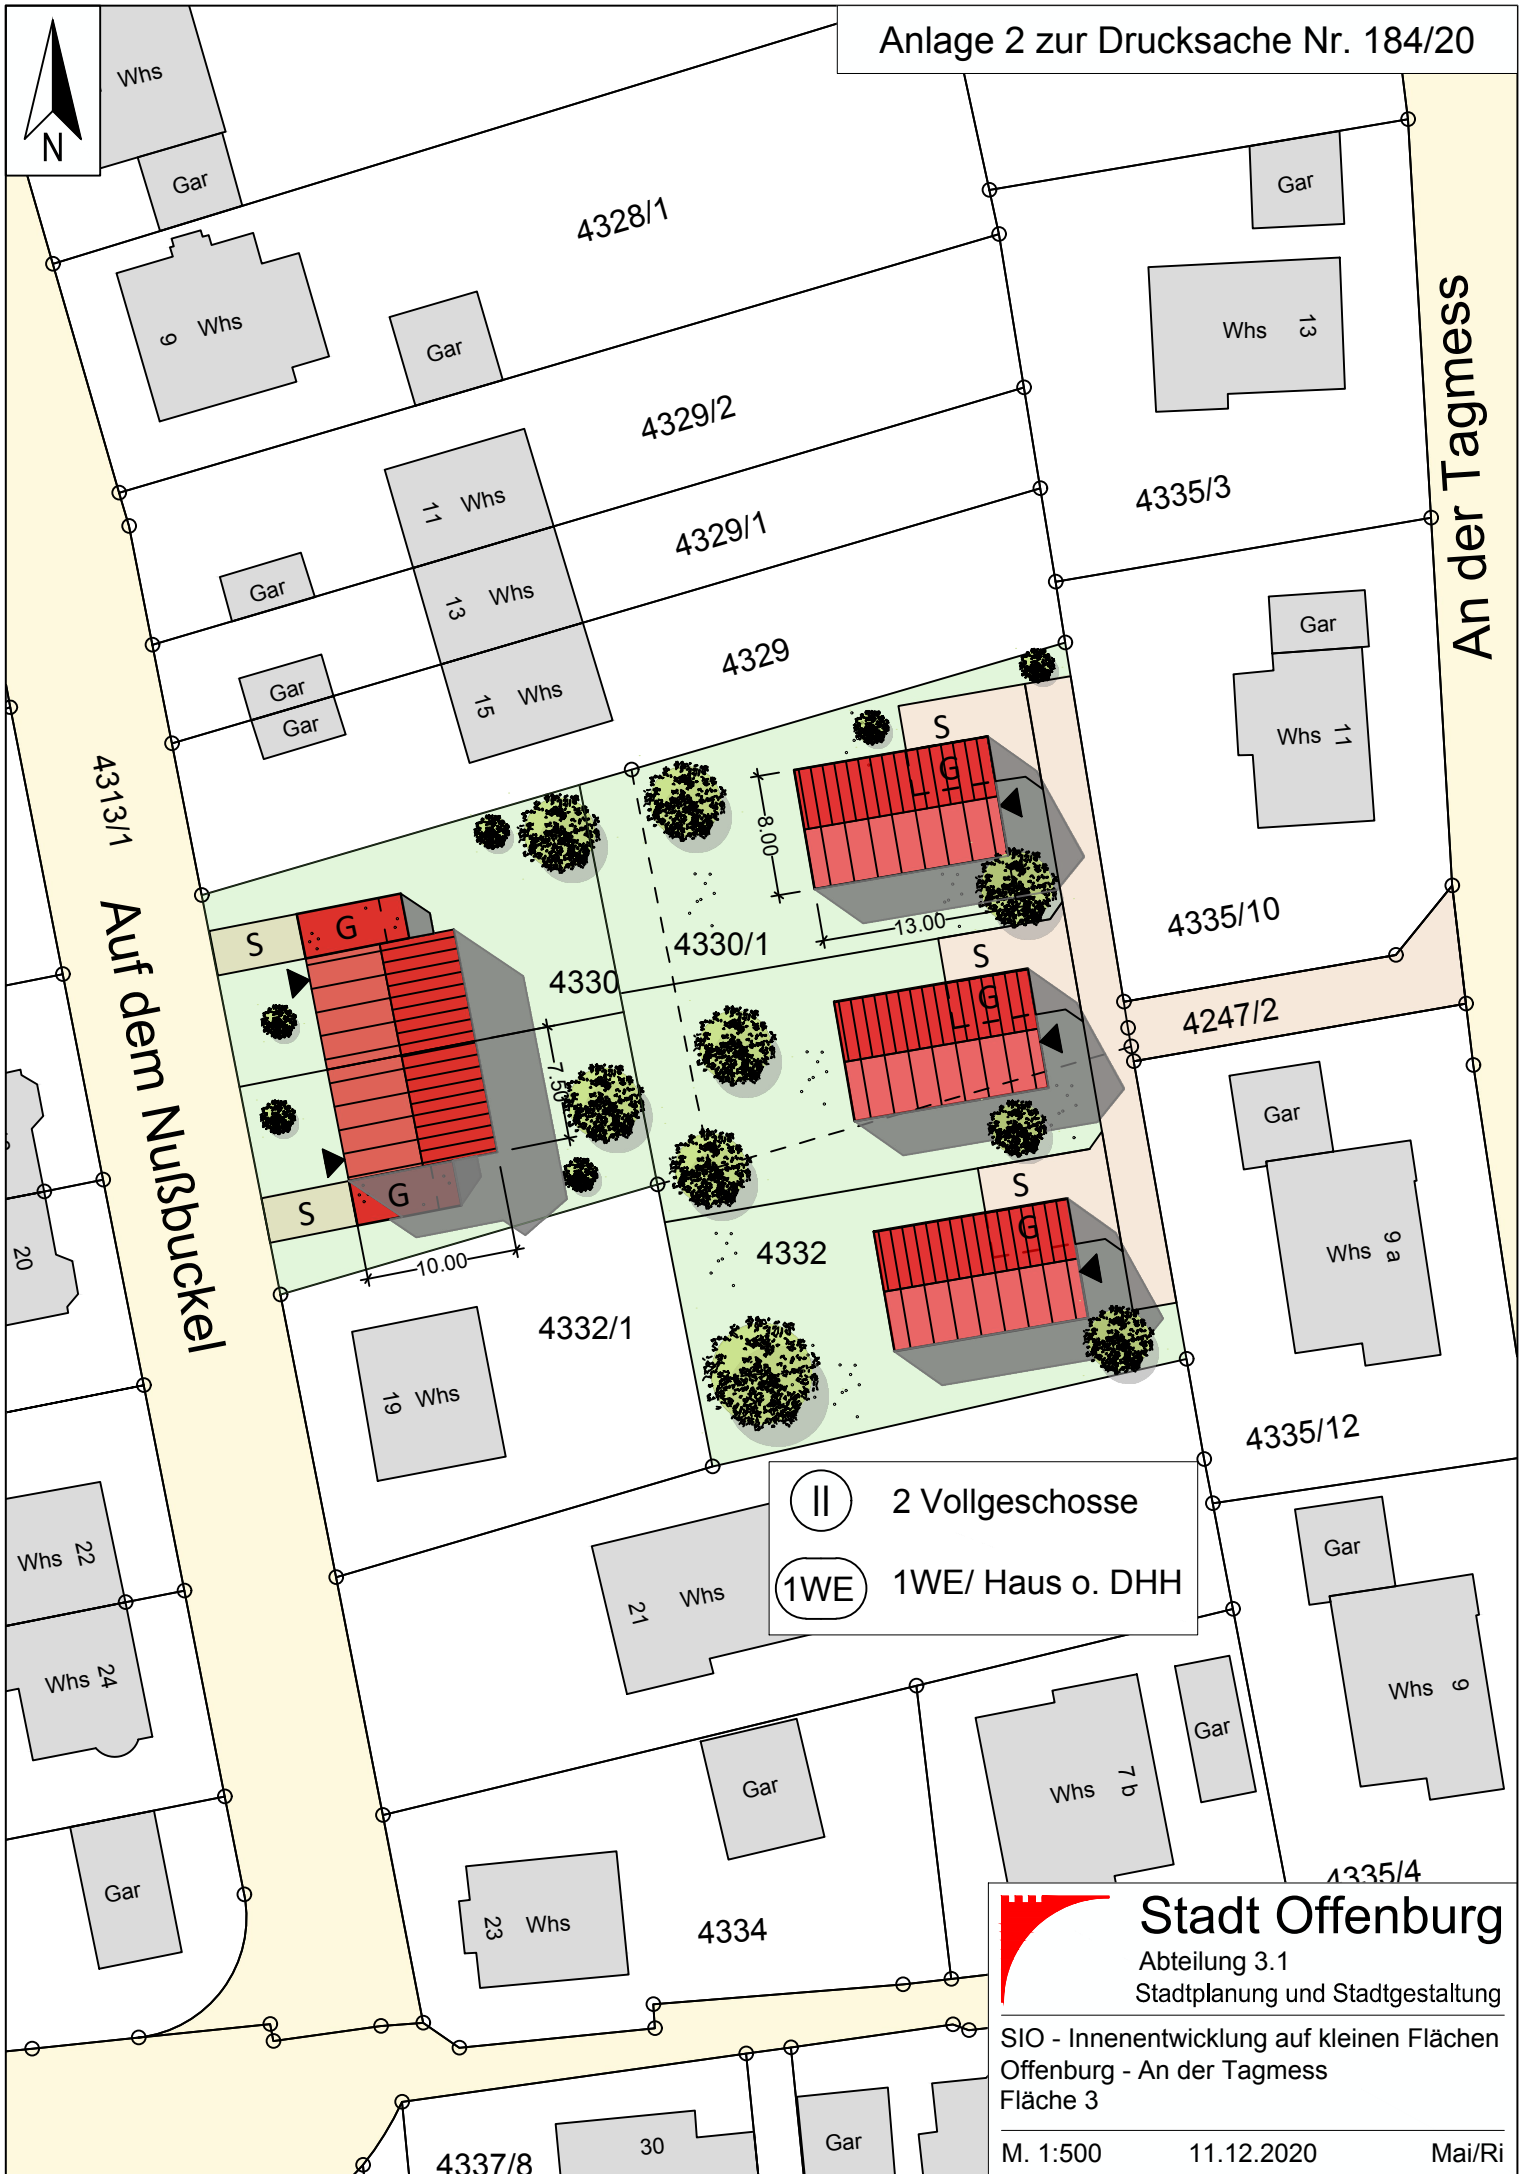 Anlage 2 zur Drucksache Nr. 184/20
N
Whs
Gar
4328/1
Gar
9 Whs
Gar
Whs 13
An der Tagmess
4329/2
4335/3
11 Whs
4329/1
Gar
13 Whs
Gar
4329
Gar
Gar
15 Whs
Whs 11
4313/1
Auf dem Nußbuckel
S
G
8.00
13.00
4335/10
S
G
4330
4330/1
S
G
4247/2
7.50
Gar
S
G
S
G
4332
10.00
Whs 9 a
20
4332/1
19 Whs
4335/12
II 2 Vollgeschosse
1WE 1WE/ Haus o. DHH
Whs 22
21 Whs
Gar
Whs 24
Whs 9
Gar
Gar
Whs 7 b
Gar
23 Whs
4334
4335/4
Stadt Offenburg
Abteilung 3.1
Stadtplanung und Stadtgestaltung
SIO - Innenentwicklung auf kleinen Flächen
Offenburg - An der Tagmess
Fläche 3
M. 1:500 11.12.2020 Mai/Ri
4337/8
30
Gar